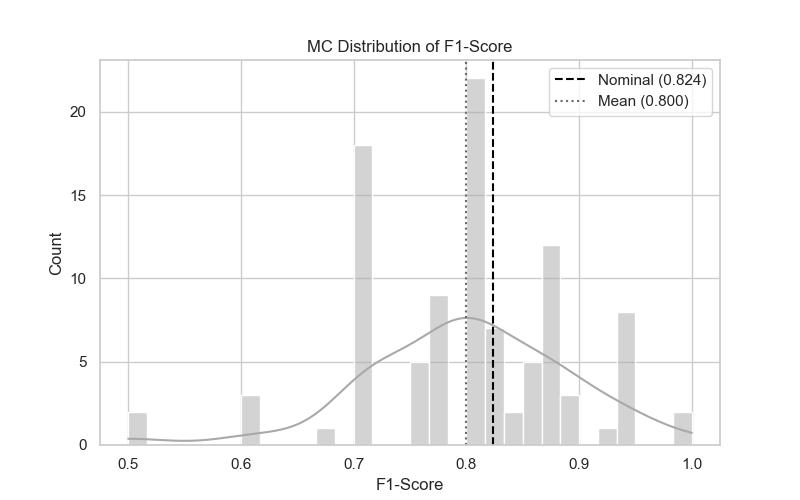 MC Distribution of F1-Score
Nominal (0.824)
Mean (0.800)
Count
20
15
10
5
0
0.5 0.6 0.7 0.8 0.9 1.0
F1-Score